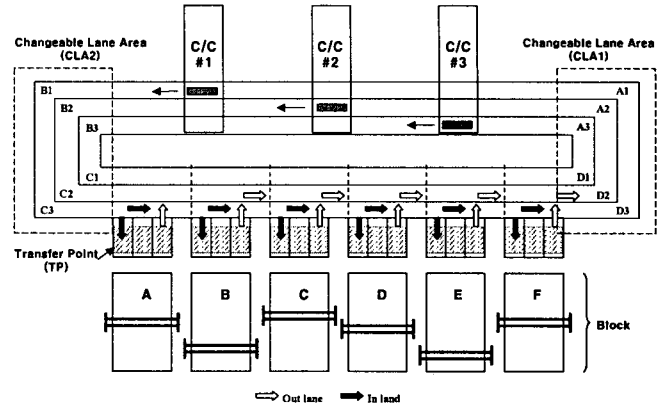 Changeable Lane Area
(CLA2)
C/C
#1
C/C
#2
C/C
#3
Changeable Lane Area
(CLA1)
B1
A1
B2
A2
B3
A3
C1
D1
C2
D2
C3
D3
Transfer Point
(TP)
A
B
C
D
E
F
Block
Out lane
In land